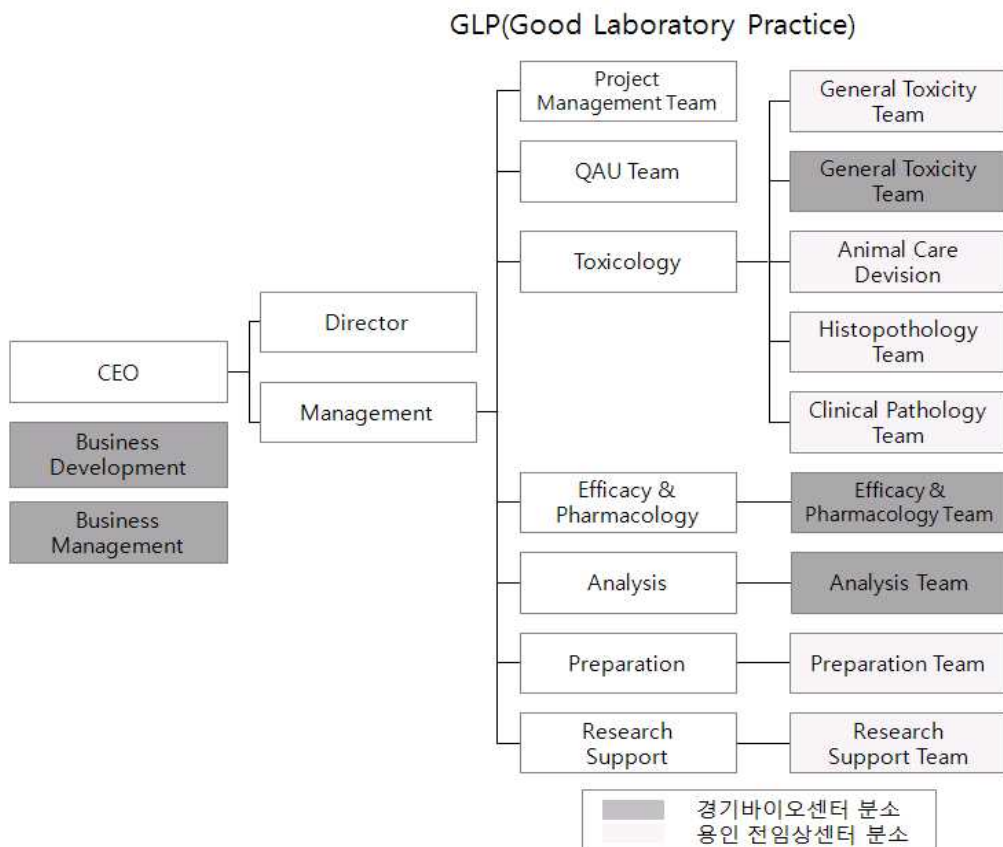 GLP(Good Laboratory Practice)
CEO
Business
Development
Business
Management
Director
Management
Project
Management Team
QAU Team
Toxicology
Efficacy &
Pharmacology
Analysis
Preparation
Research
Support
General Toxicity
Team
General Toxicity
Team
Animal Care
Devision
Histopothology
Team
Clinical Pathology
Team
Efficacy &
Pharmacology Team
Analysis Team
Preparation Team
Research
Support Team
경기바이오센터 분소
용인 전임상센터 분소